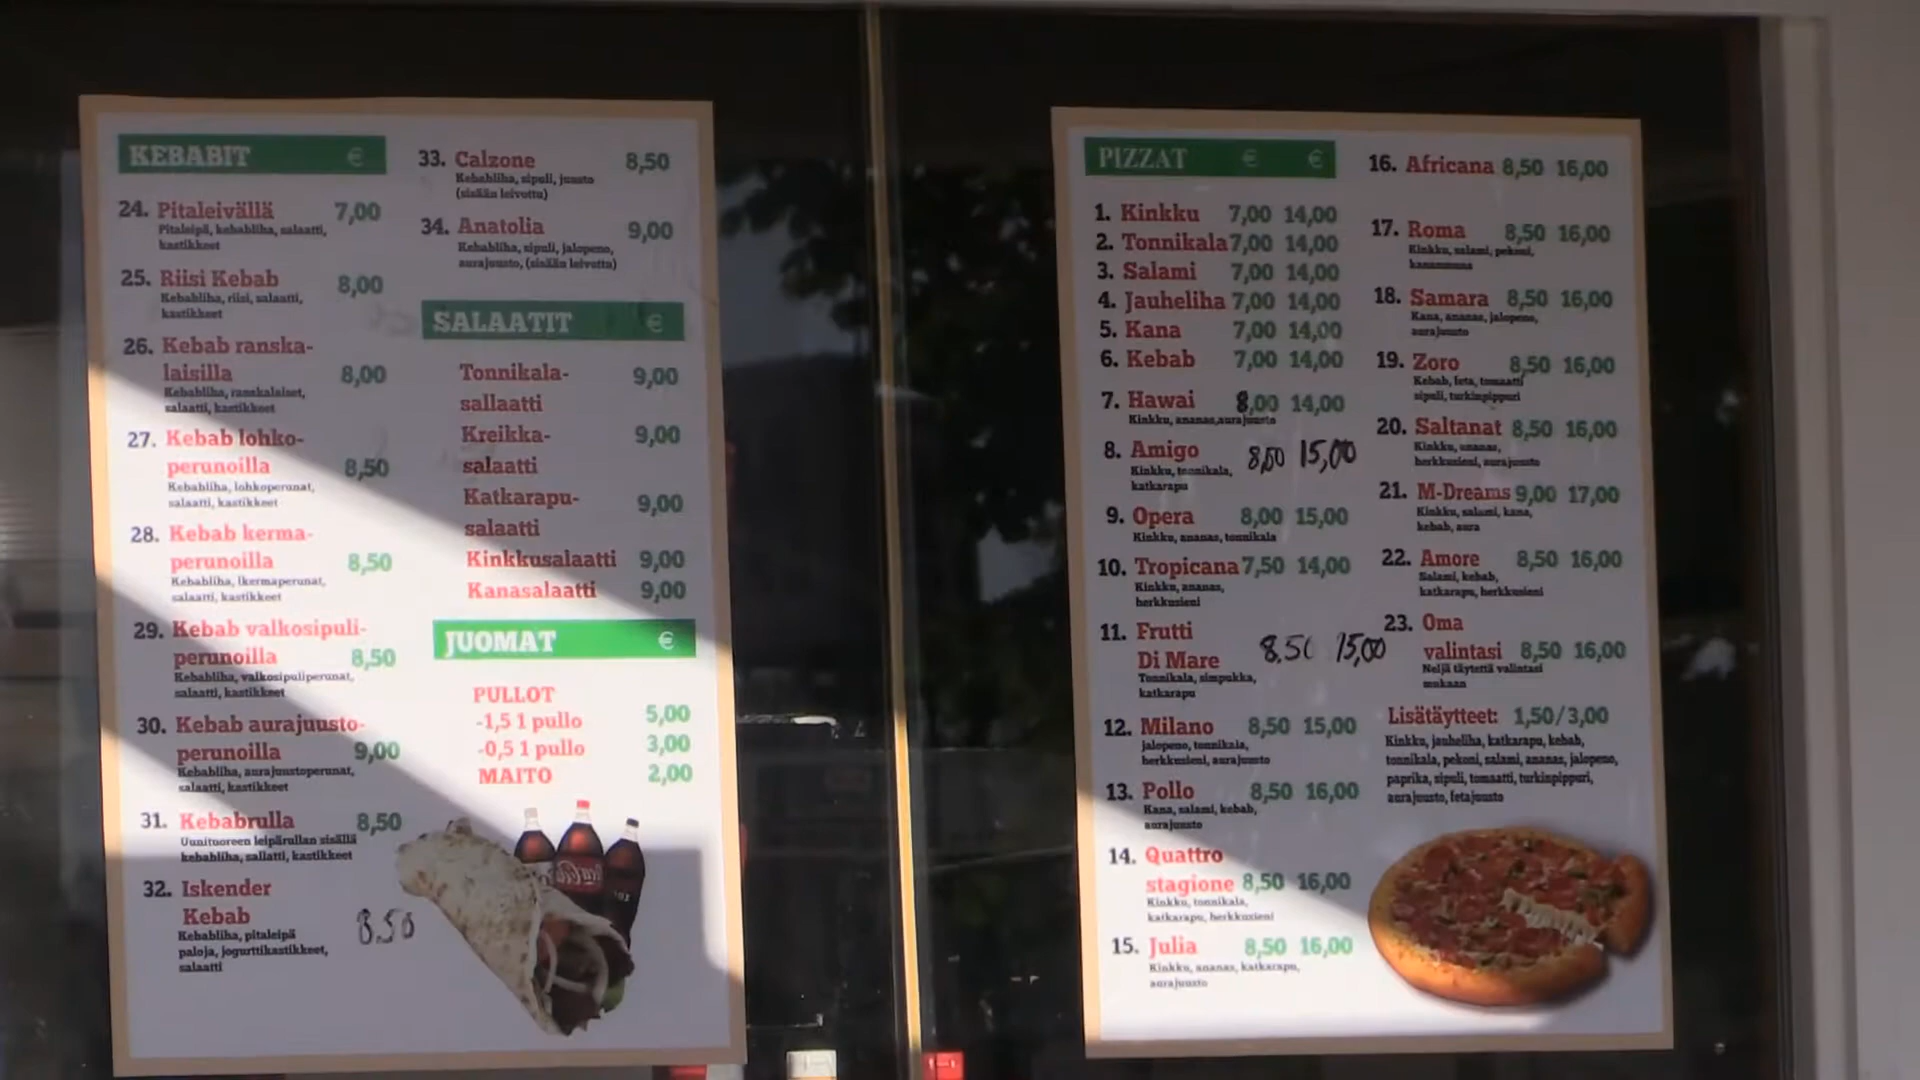 KEBABIT €
24. Pitaleivällä 7,00
Pitaleipä, kebabliha, salaatti,
kastikkeet
25. Riisi Kebab 8,00
Kebabliha, riisi, salaatti,
kastikkeet
26. Kebab ranska-
laisilla 8,00
Kebabliha, ranskalaiset,
salaatti, kastikkeet
27. Kebab lohko-
perunoilla 8,50
Kebabliha, lohkoperunat,
salaatti, kastikkeet
28. Kebab kerma-
perunoilla 8,50
Kebabliha, kermaperunat,
salaatti, kastikkeet
29. Kebab valkosipuli-
perunoilla 8,50
Kebabliha, valkosipuliperunat,
salaatti, kastikkeet
30. Kebab aurajuusto-
perunoilla 9,00
Kebabliha, aurajuustoperunat,
salaatti, kastikkeet
31. Kebabrulla 8,50
Uunituoreen leipärullan sisällä
kebabliha, sallatti, kastikkeet
32. Iskender
Kebab 8.50
Kebabliha, pitaleipä
paloja, jogurttikastikkeet,
salaatti
33. Calzone 8,50
Kebabliha, sipuli, juusto
(sisään leivottu)
34. Anatolia 9,00
Kebabliha, sipuli, jalopeno,
aurajuusto, (sisään leivottu)
SALAATIT €
Tonnikala- 9,00
sallaatti
Kreikka- 9,00
salaatti
Katkarapu- 9,00
salaatti
Kinkkusalaatti 9,00
Kanasalaatti 9,00
JUOMAT €
PULLOT
-1,5 l pullo 5,00
-0,5 l pullo 3,00
MAITO 2,00
PIZZAT € €
1. Kinkku 7,00 14,00
2. Tonnikala 7,00 14,00
3. Salami 7,00 14,00
4. Jauheliha 7,00 14,00
5. Kana 7,00 14,00
6. Kebab 7,00 14,00
7. Hawai 8,00 14,00
Kinkku, ananas,aurajuusto
8. Amigo 8,50 15,00
Kinkku, tonnikala,
katkarapu
9. Opera 8,00 15,00
Kinkku, ananas, tonnikala
10. Tropicana 7,50 14,00
Kinkku, ananas,
herkkusieni
11. Frutti
Di Mare 8.50 15,00
Tonnikala, simpukka,
katkarapu
12. Milano 8,50 15,00
jalopeno, tonnikala,
herkkusieni, aurajuusto
13. Pollo 8,50 16,00
Kana, salami, kebab,
aurajuusto
14. Quattro
stagione 8,50 16,00
Kinkku, tonnikala,
katkarapu, herkkusieni
15. Julia 8,50 16,00
Kinkku, ananas, katkarapu,
aurajuusto
16. Africana 8,50 16,00
17. Roma 8,50 16,00
Kinkku, salami, pekoni,
kananmuna
18. Samara 8,50 16,00
Kana, ananas, jalopeno,
aurajuusto
19. Zoro 8,50 16,00
Kebab, feta, tomaatti
sipuli, turkinpippuri
20. Saltanat 8,50 16,00
Kinkku, ananas,
herkkusieni, aurajuusto
21. M-Dreams 9,00 17,00
Kinkku, salami, kana,
kebab, aura
22. Amore 8,50 16,00
Salami, kebab,
katkarapu, herkkusieni
23. Oma
valintasi 8,50 16,00
Neljä täytettä valintasi
mukaan
Lisätäytteet: 1,50/3,00
Kinkku, jauheliha, katkarapu, kebab,
tonnikala, pekoni, salami, ananas, jalopeno,
paprika, sipuli, tomaatti, turkinpippuri,
aurajuusto, fetajuusto